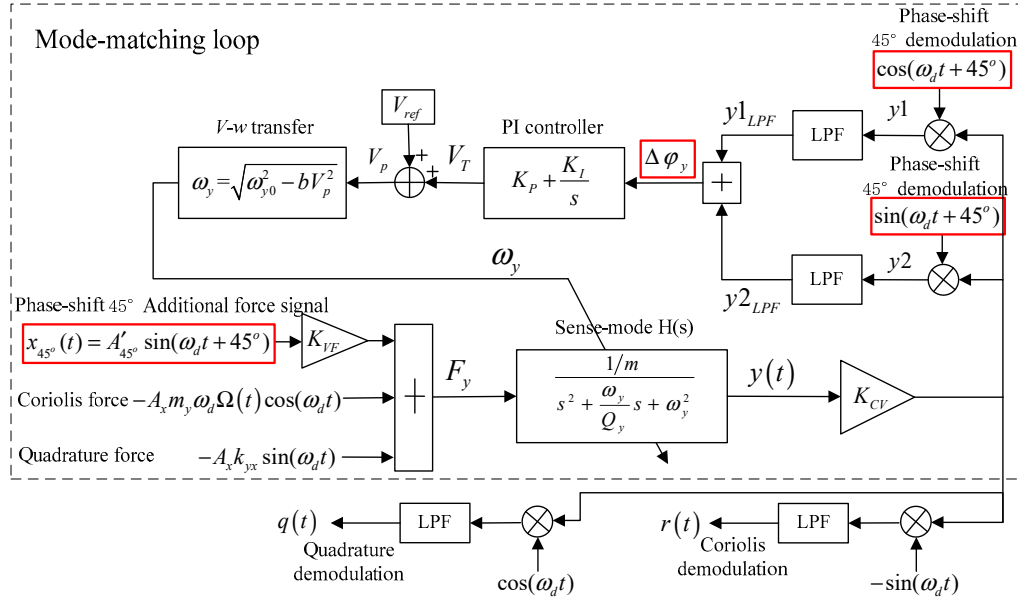 Mode-matching loop
Phase-shift
45° demodulation
cos(ω_d t + 45°)
V_ref
V-w transfer
PI controller
y1_LPF
LPF
y1
ω_y = √(ω_y0² − bV_p²)
V_p
+
+
V_T
K_P + K_I/s
Δφ_y
+
Phase-shift
45° demodulation
sin(ω_d t + 45°)
y2_LPF
LPF
y2
ω_y
Phase-shift 45° Additional force signal
x_45°(t) = A′_45° sin(ω_d t + 45°)
K_VF
Sense-mode H(s)
Coriolis force −A_x m_y ω_d Ω(t) cos(ω_d t)
+
F_y
1/m
s² + (ω_y/Q_y)s + ω_y²
y(t)
K_CV
Quadrature force −A_x k_yx sin(ω_d t)
q(t)
LPF
Quadrature
demodulation
cos(ω_d t)
r(t)
LPF
Coriolis
demodulation
−sin(ω_d t)